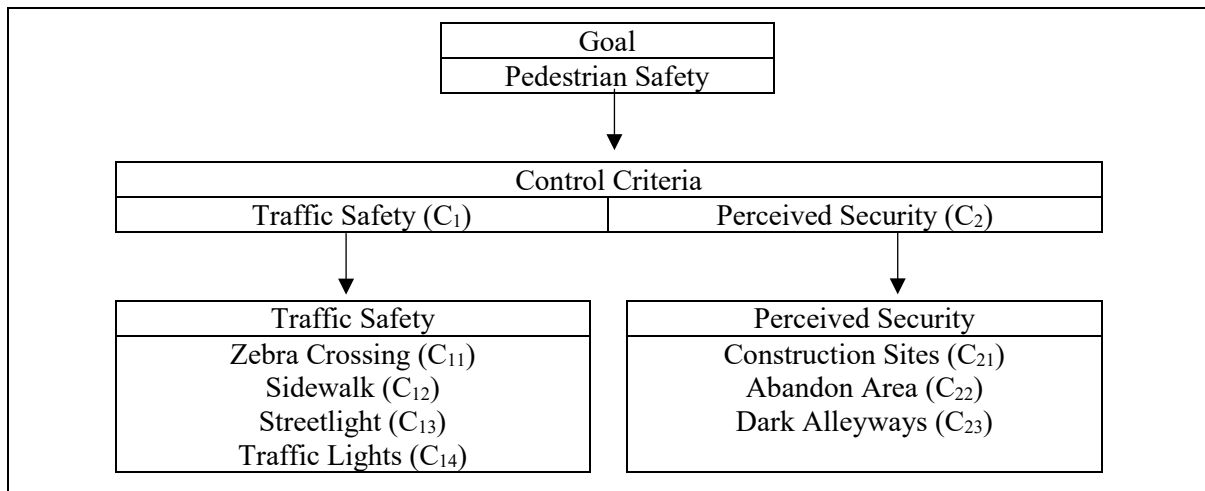 Goal
Pedestrian Safety
Control Criteria
Traffic Safety (C₁) Perceived Security (C₂)
Traffic Safety Perceived Security
Zebra Crossing (C₁₁) Construction Sites (C₂₁)
Sidewalk (C₁₂) Abandon Area (C₂₂)
Streetlight (C₁₃) Dark Alleyways (C₂₃)
Traffic Lights (C₁₄)